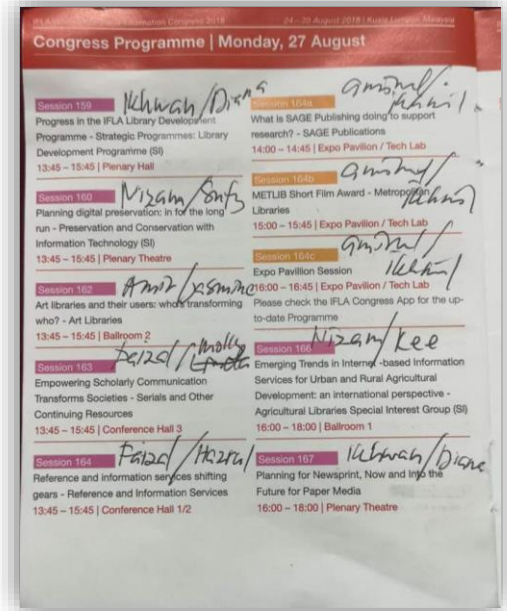 IFLA World Library and Information Congress 2018
24 – 30 August 2018 | Kuala Lumpur, Malaysia
Congress Programme | Monday, 27 August
Session 159
Ikhwan/Diana
Progress in the IFLA Library Development
Programme - Strategic Programmes: Library
Development Programme (SI)
13:45 – 15:45 | Plenary Hall
Session 160
Nizam/
Planning digital preservation: in for the long
run - Preservation and Conservation with
Information Technology (SI)
13:45 – 15:45 | Plenary Theatre
Session 162
Amir/Yasmine
Art libraries and their users: who's transforming
who? - Art Libraries
13:45 – 15:45 | Ballroom 2
Session 163
Faizal/Molly
Empowering Scholarly Communication
Transforms Societies - Serials and Other
Continuing Resources
13:45 – 15:45 | Conference Hall 3
Session 164
Faizal/Hazrul
Reference and information services shifting
gears - Reference and Information Services
13:45 – 15:45 | Conference Hall 1/2
Session 164a
What is SAGE Publishing doing to support
research? - SAGE Publications
14:00 – 14:45 | Expo Pavilion / Tech Lab
Session 164b
METLIB Short Film Award - Metropolitan
Libraries
15:00 – 15:45 | Expo Pavilion / Tech Lab
Session 164c
Expo Pavillion Session
16:00 – 16:45 | Expo Pavilion / Tech Lab
Please check the IFLA Congress App for the up-
to-date Programme
Session 166
Nizam/Kee
Emerging Trends in Internet -based Information
Services for Urban and Rural Agricultural
Development: an international perspective -
Agricultural Libraries Special Interest Group (SI)
16:00 – 18:00 | Ballroom 1
Session 167
Ikhwan/Diana
Planning for Newsprint, Now and Into the
Future for Paper Media
16:00 – 18:00 | Plenary Theatre